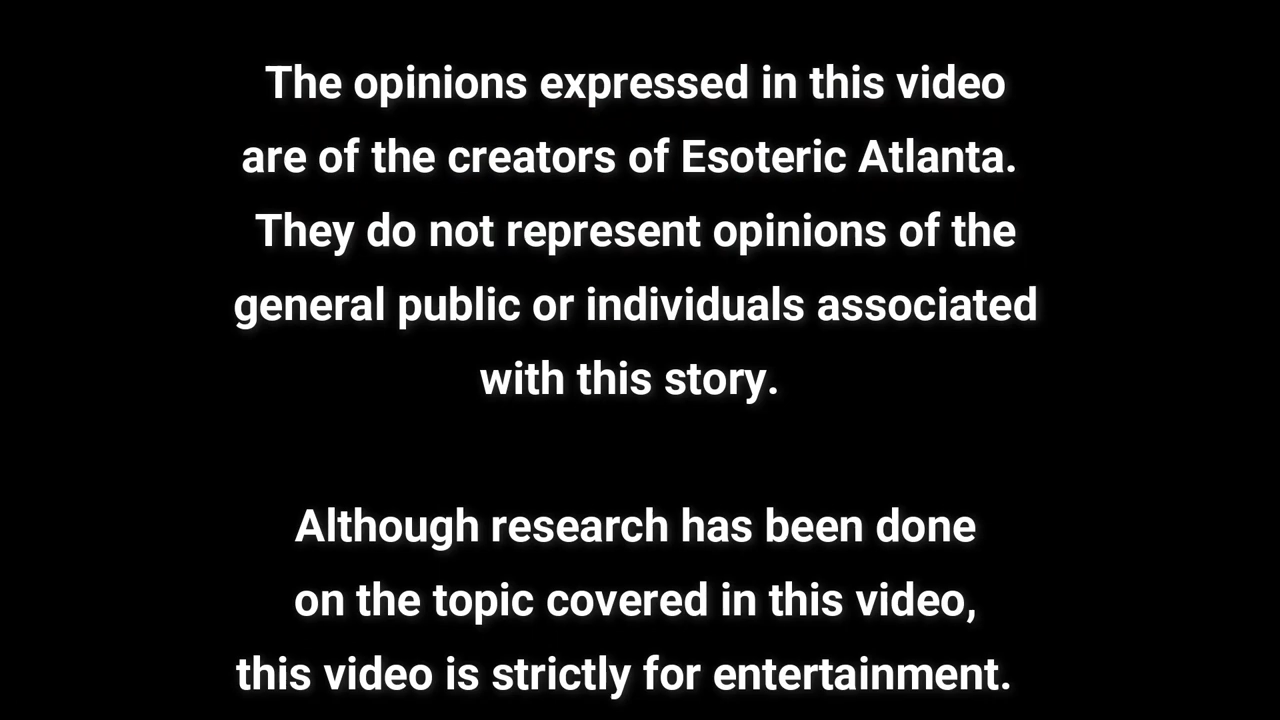 The opinions expressed in this video
are of the creators of Esoteric Atlanta.
They do not represent opinions of the
general public or individuals associated
with this story.
Although research has been done
on the topic covered in this video,
this video is strictly for entertainment.